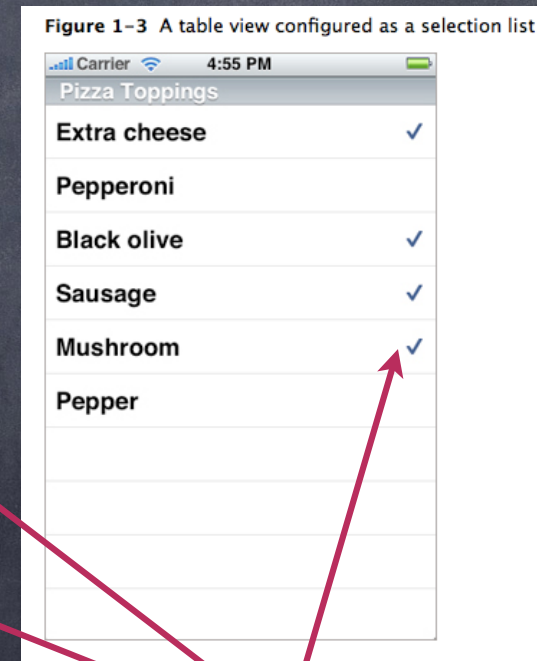 Figure 1–3 A table view configured as a selection list
Carrier 4:55 PM
Pizza Toppings
Extra cheese
Pepperoni
Black olive
Sausage
Mushroom
Pepper